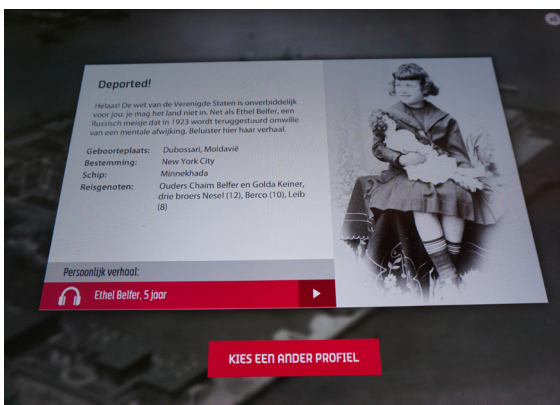 Deported!
Helaas! De wet van de Verenigde Staten is onverbiddelijk
voor jou: je mag het land niet in. Net als Ethel Belfer, een
Russisch meisje dat in 1923 wordt teruggestuurd omwille
van een mentale afwijking. Beluister hier haar verhaal.
Geboorteplaats: Dubossari, Moldavië
Bestemming: New York City
Schip: Minnekhada
Reisgenoten: Ouders Chaim Belfer en Golda Keiner,
drie broers Nesel (12), Berco (10), Leib
(8)
Persoonlijk verhaal:
Ethel Belfer, 5 jaar
KIES EEN ANDER PROFIEL